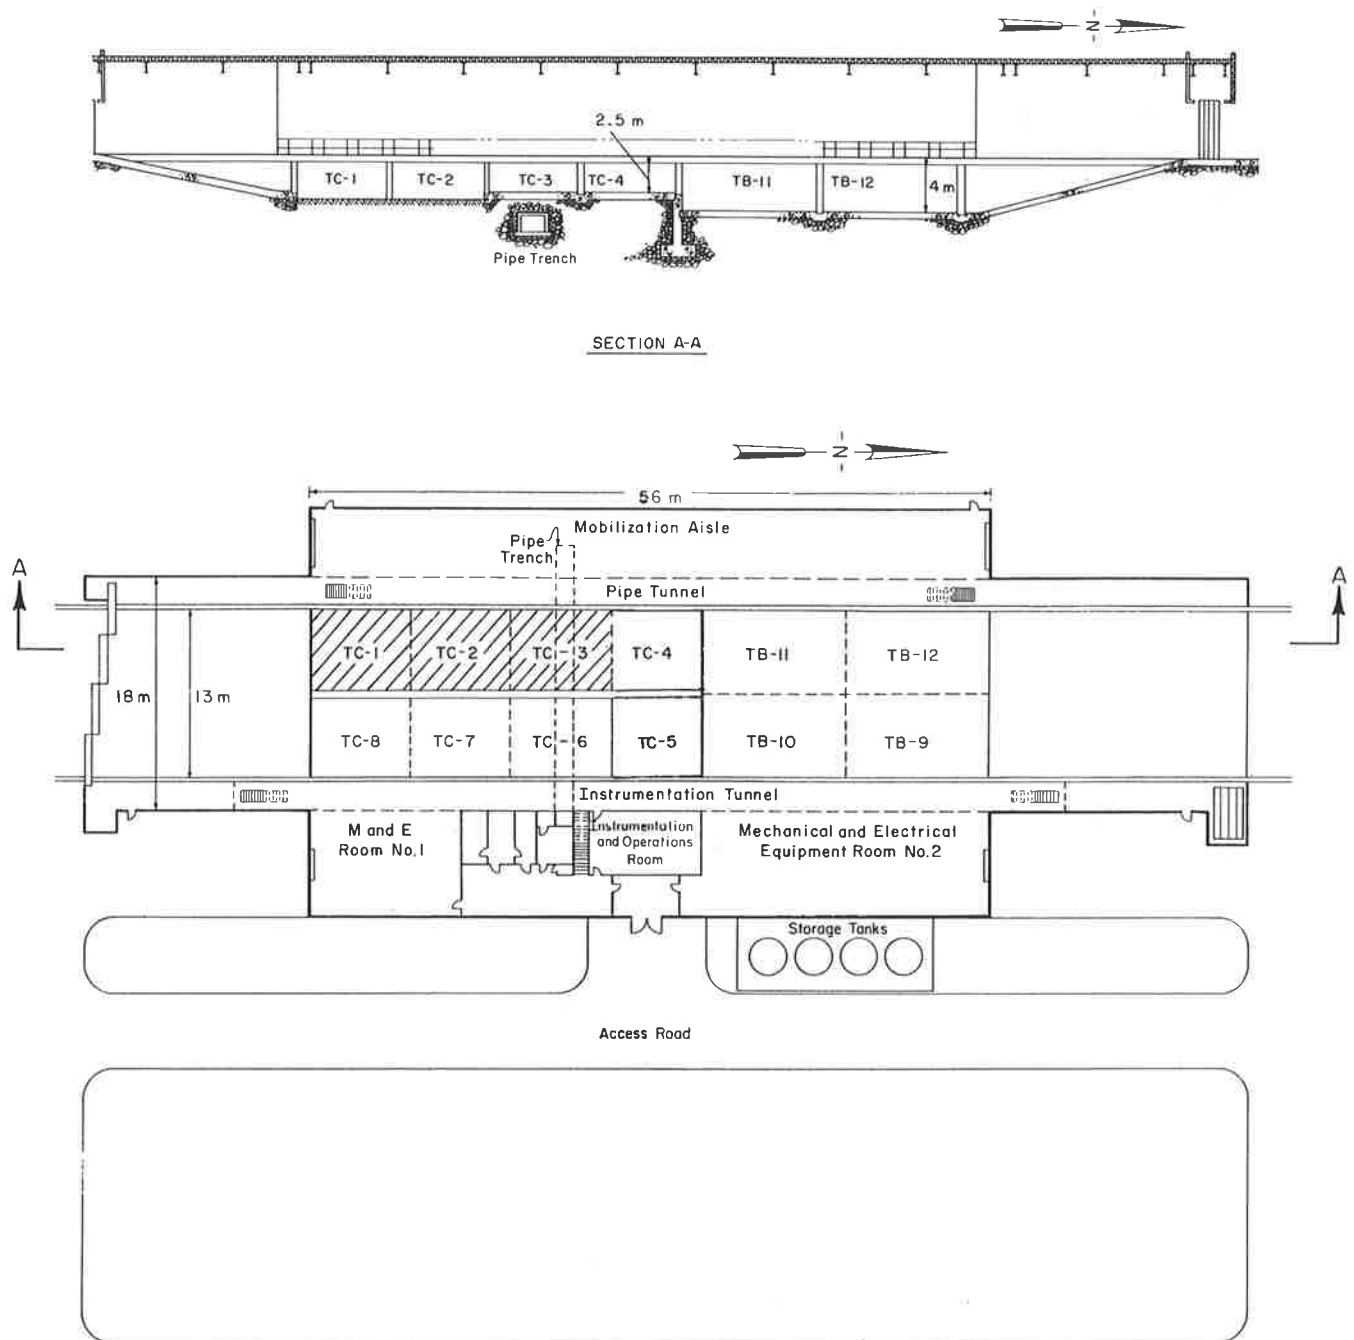 N
2.5 m
TC-1 TC-2 TC-3 TC-4 TB-11 TB-12 4 m
Pipe Trench
SECTION A-A
N
56 m
Mobilization Aisle
Pipe
Trench
A A
Pipe Tunnel
TC-1 TC-2 TC-13 TC-4 TB-11 TB-12
18 m 13 m
TC-8 TC-7 TC-16 TC-5 TB-10 TB-9
Instrumentation Tunnel
M and E
Room No.1
Instrumentation
and Operations
Room
Mechanical and Electrical
Equipment Room No.2
Storage Tanks
Access Road